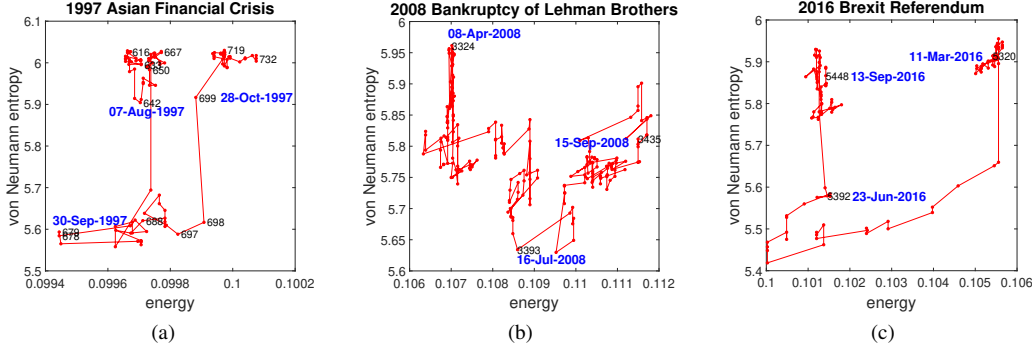 1997 Asian Financial Crisis
6.1
6
5.9
5.8
5.7
5.6
5.5
von Neumann entropy
616
667
650
642
07-Aug-1997
719
732
699
28-Oct-1997
30-Sep-1997
679
678
688
697
698
0.0994
0.0996
0.0998
0.1
0.1002
energy
(a)
2008 Bankruptcy of Lehman Brothers
6
5.95
5.9
5.85
5.8
5.75
5.7
5.65
5.6
von Neumann entropy
08-Apr-2008
3324
15-Sep-2008
3435
3393
16-Jul-2008
0.106
0.107
0.108
0.109
0.11
0.111
0.112
energy
(b)
2016 Brexit Referendum
6
5.8
5.6
5.4
von Neumann entropy
11-Mar-2016
5320
5448
13-Sep-2016
5392
23-Jun-2016
0.1
0.101
0.102
0.103
0.104
0.105
0.106
energy
(c)